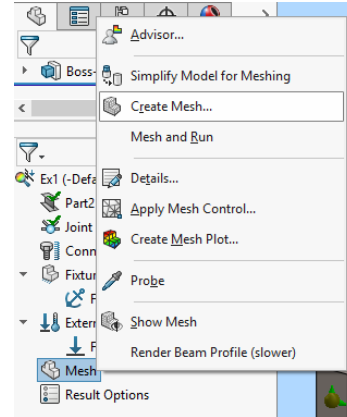 Advisor...
Boss-
Simplify Model for Meshing
Create Mesh...
Mesh and Run
Ex1 (-Defa
Details...
Part2
Apply Mesh Control...
Joint
Create Mesh Plot...
Conn
Fixtur
Probe
F
Extern
Show Mesh
F
Render Beam Profile (slower)
Mesh
Result Options